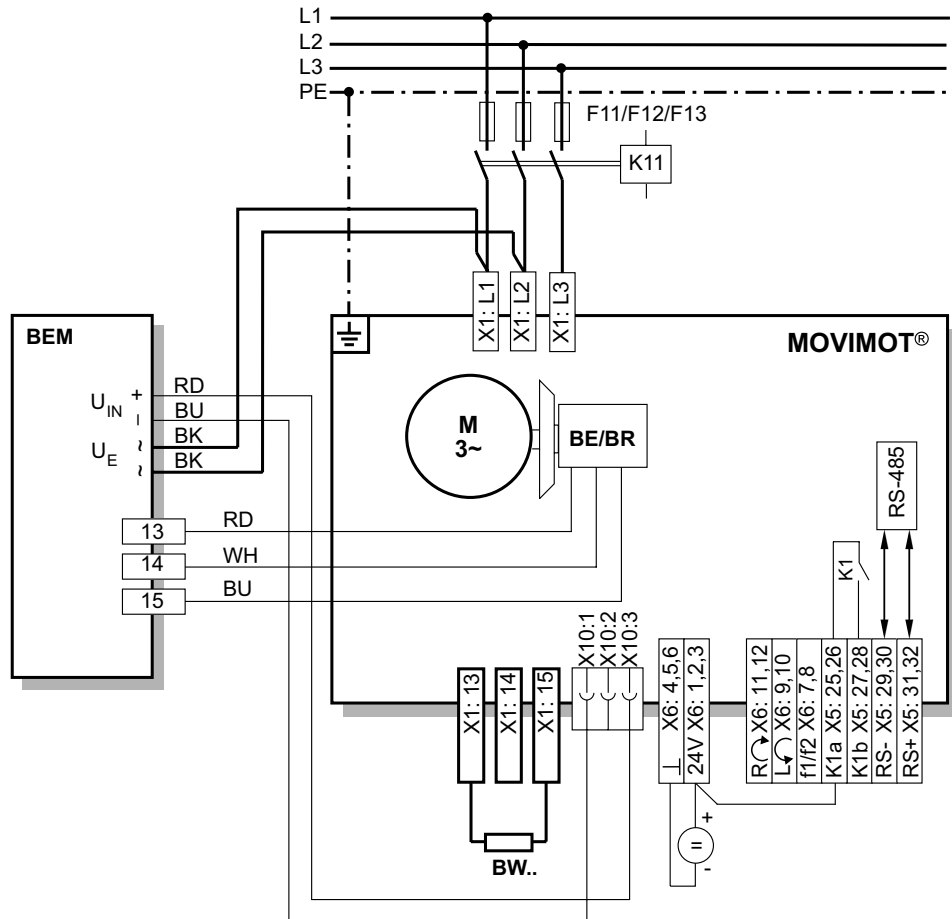 L1
L2
L3
PE
F11/F12/F13
K11
X1: L1
X1: L2
X1: L3
BEM
MOVIMOT®
U_IN + RD
– BU
U_E ~ BK
~ BK
M
3~
BE/BR
RS-485
13 RD
14 WH
15 BU
K1
X10:1
X10:2
X10:3
X1: 13
X1: 14
X1: 15
⊥ X6: 4,5,6
24V X6: 1,2,3
R X6: 11,12
L X6: 9,10
f1/f2 X6: 7,8
K1a X5: 25,26
K1b X5: 27,28
RS- X5: 29,30
RS+ X5: 31,32
+
=
-
BW..